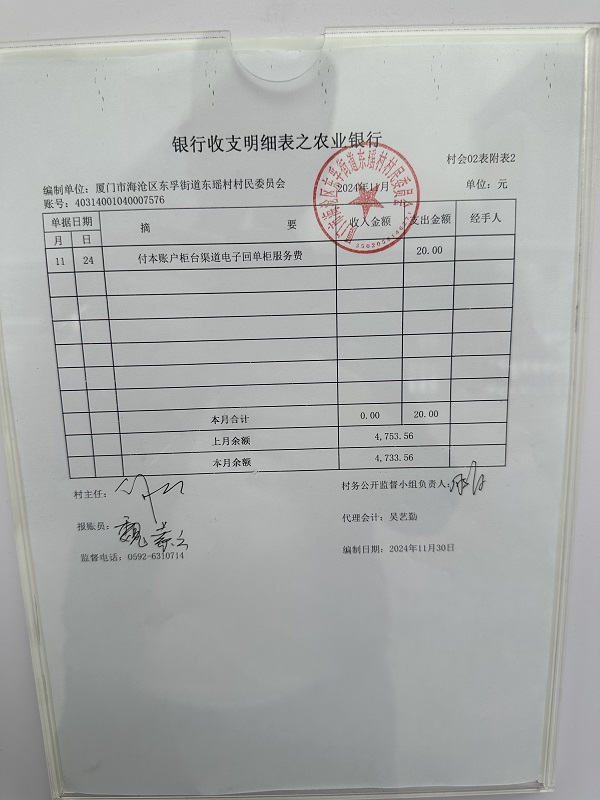 银行收支明细表之农业银行
村会02表附表2
编制单位：厦门市海沧区东孚街道东瑶村村民委员会 2024年11月 单位：元
账号：40314001040007576
单据日期 摘 要 收入金额 支出金额 经手人
月 日
11 24 付本账户柜台渠道电子回单柜服务费 20.00
本月合计 0.00 20.00
上月余额 4,753.56
本月余额 4,733.56
村主任： 村务公开监督小组负责人：
报账员： 代理会计：吴艺勤
监督电话：0592-6310714 编制日期：2024年11月30日